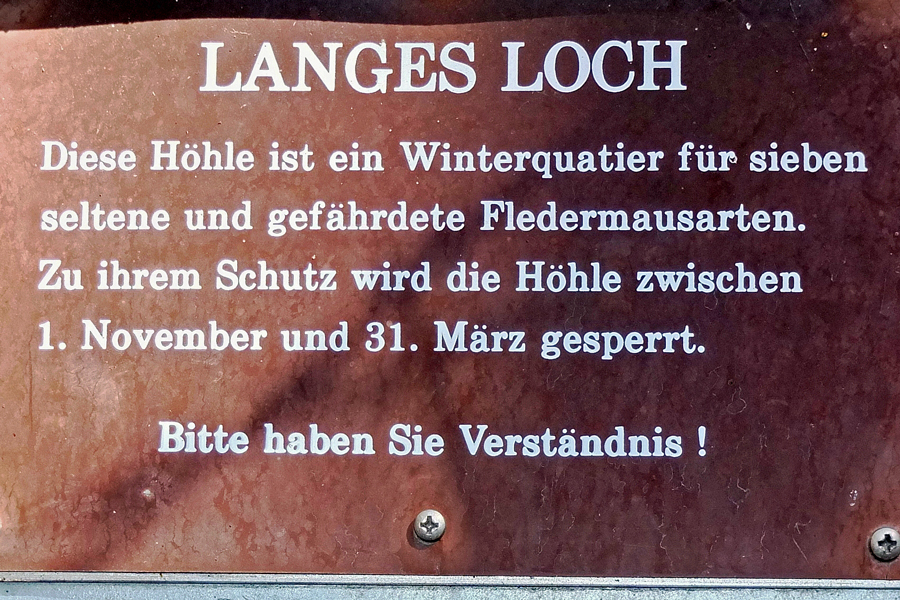 LANGES LOCH
Diese Höhle ist ein Winterquatier für sieben
seltene und gefährdete Fledermausarten.
Zu ihrem Schutz wird die Höhle zwischen
1. November und 31. März gesperrt.
Bitte haben Sie Verständnis !